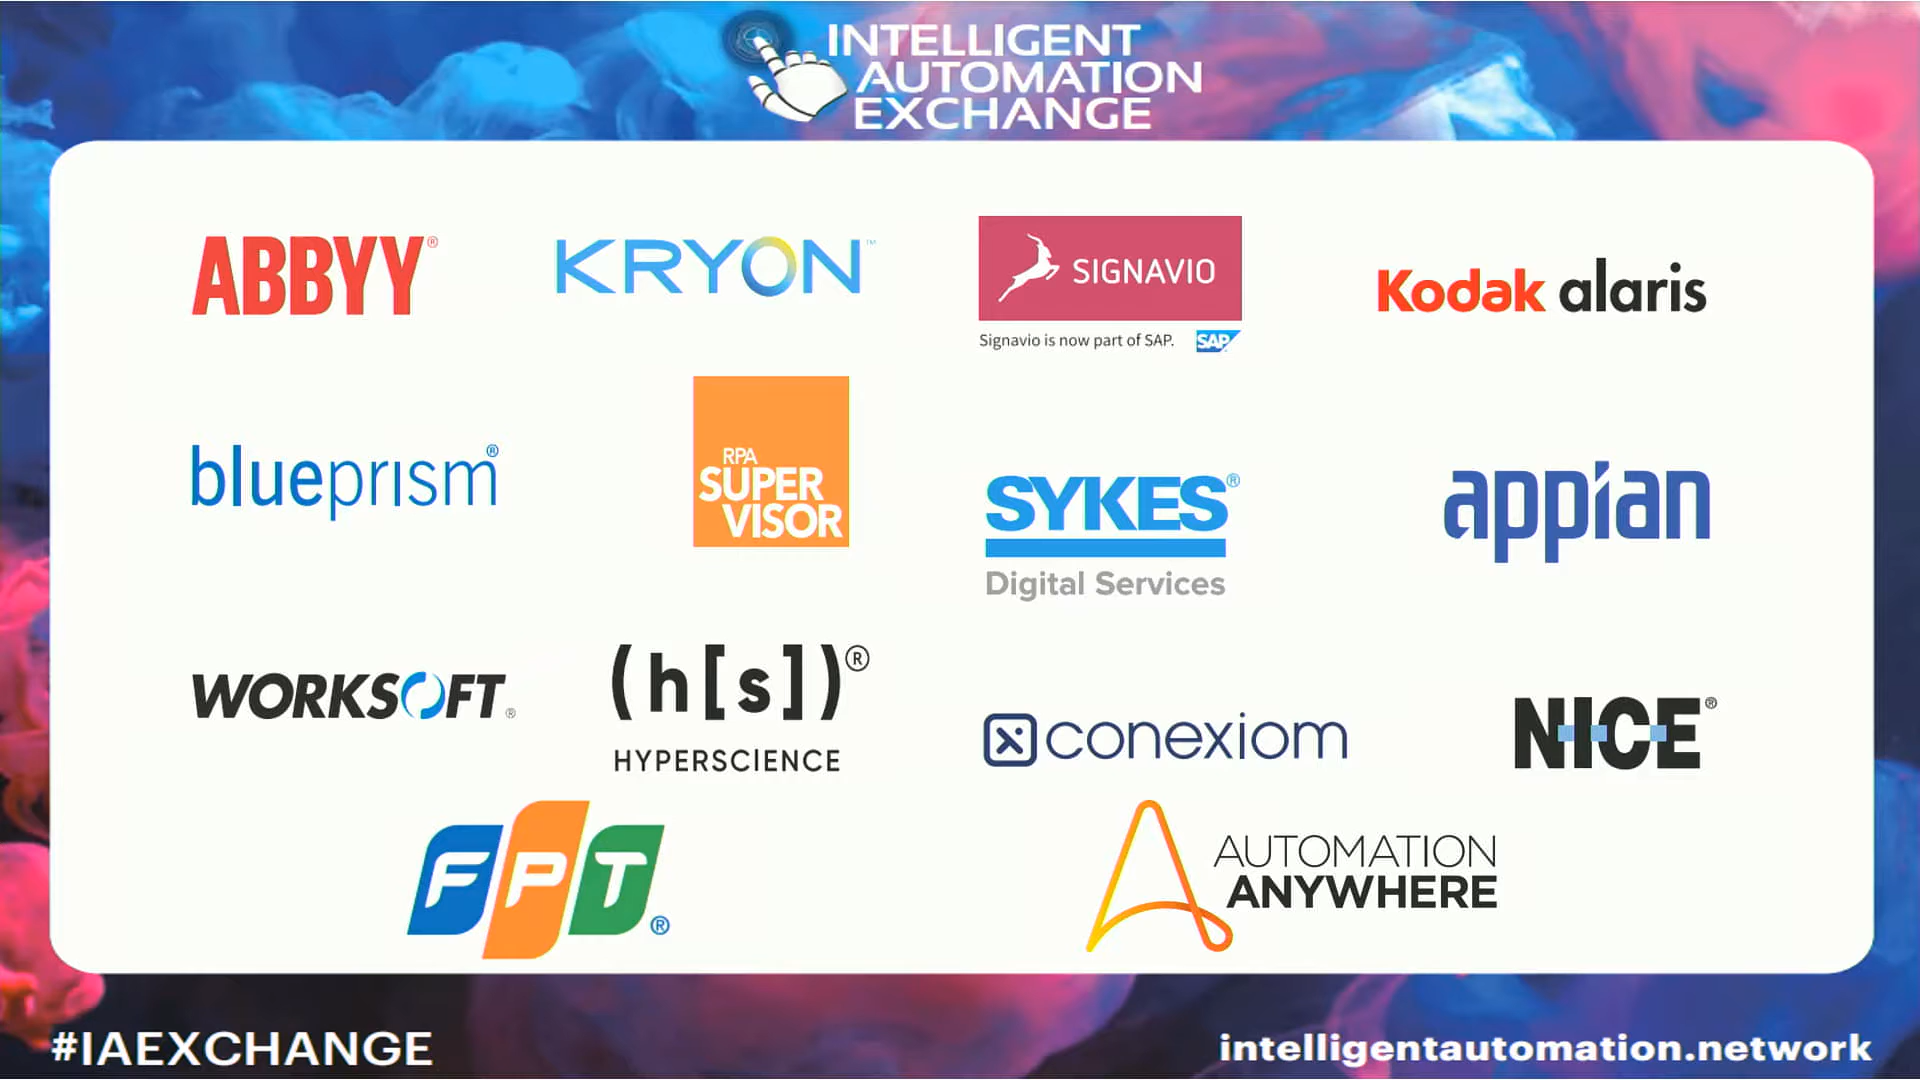 INTELLIGENT
AUTOMATION
EXCHANGE
ABBYY®
KRYON™
SIGNAVIO
Signavio is now part of SAP.
SAP
Kodak alaris
blueprism®
RPA
SUPER
VISOR
SYKES®
Digital Services
appian
WORKSOFT®
(h[s])®
HYPERSCIENCE
conexiom
NICE®
FPT®
AUTOMATION
ANYWHERE
#IAEXCHANGE
intelligentautomation.network